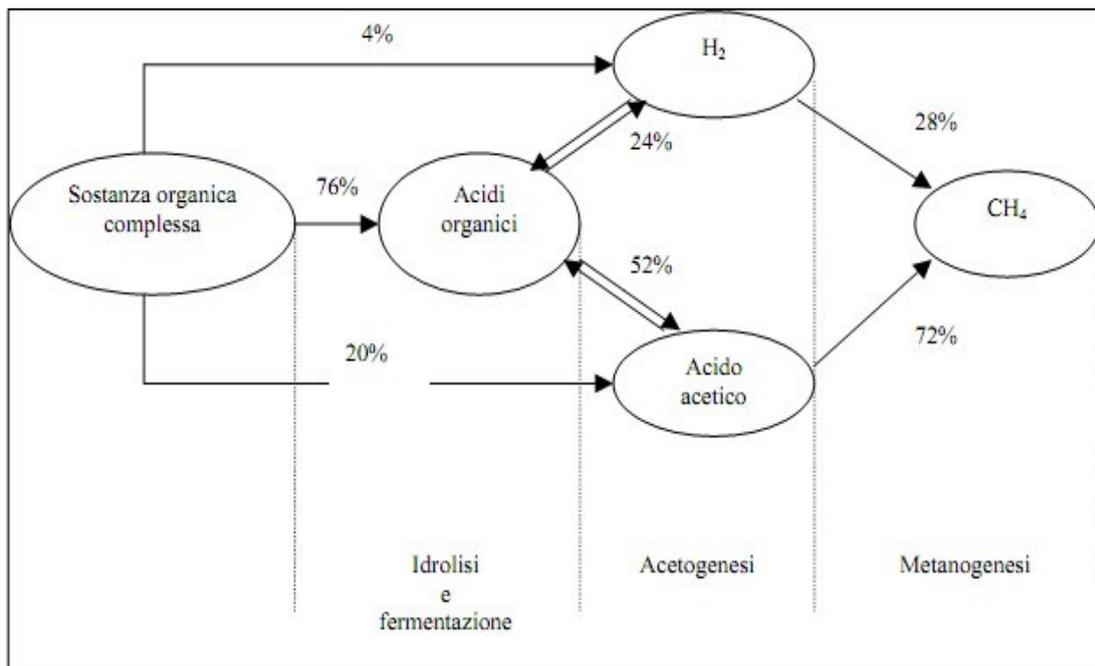 4%
H₂
24%
28%
Sostanza organica
complessa
76%
Acidi
organici
CH₄
52%
72%
20%
Acido
acetico
Idrolisi
e
fermentazione
Acetogenesi
Metanogenesi